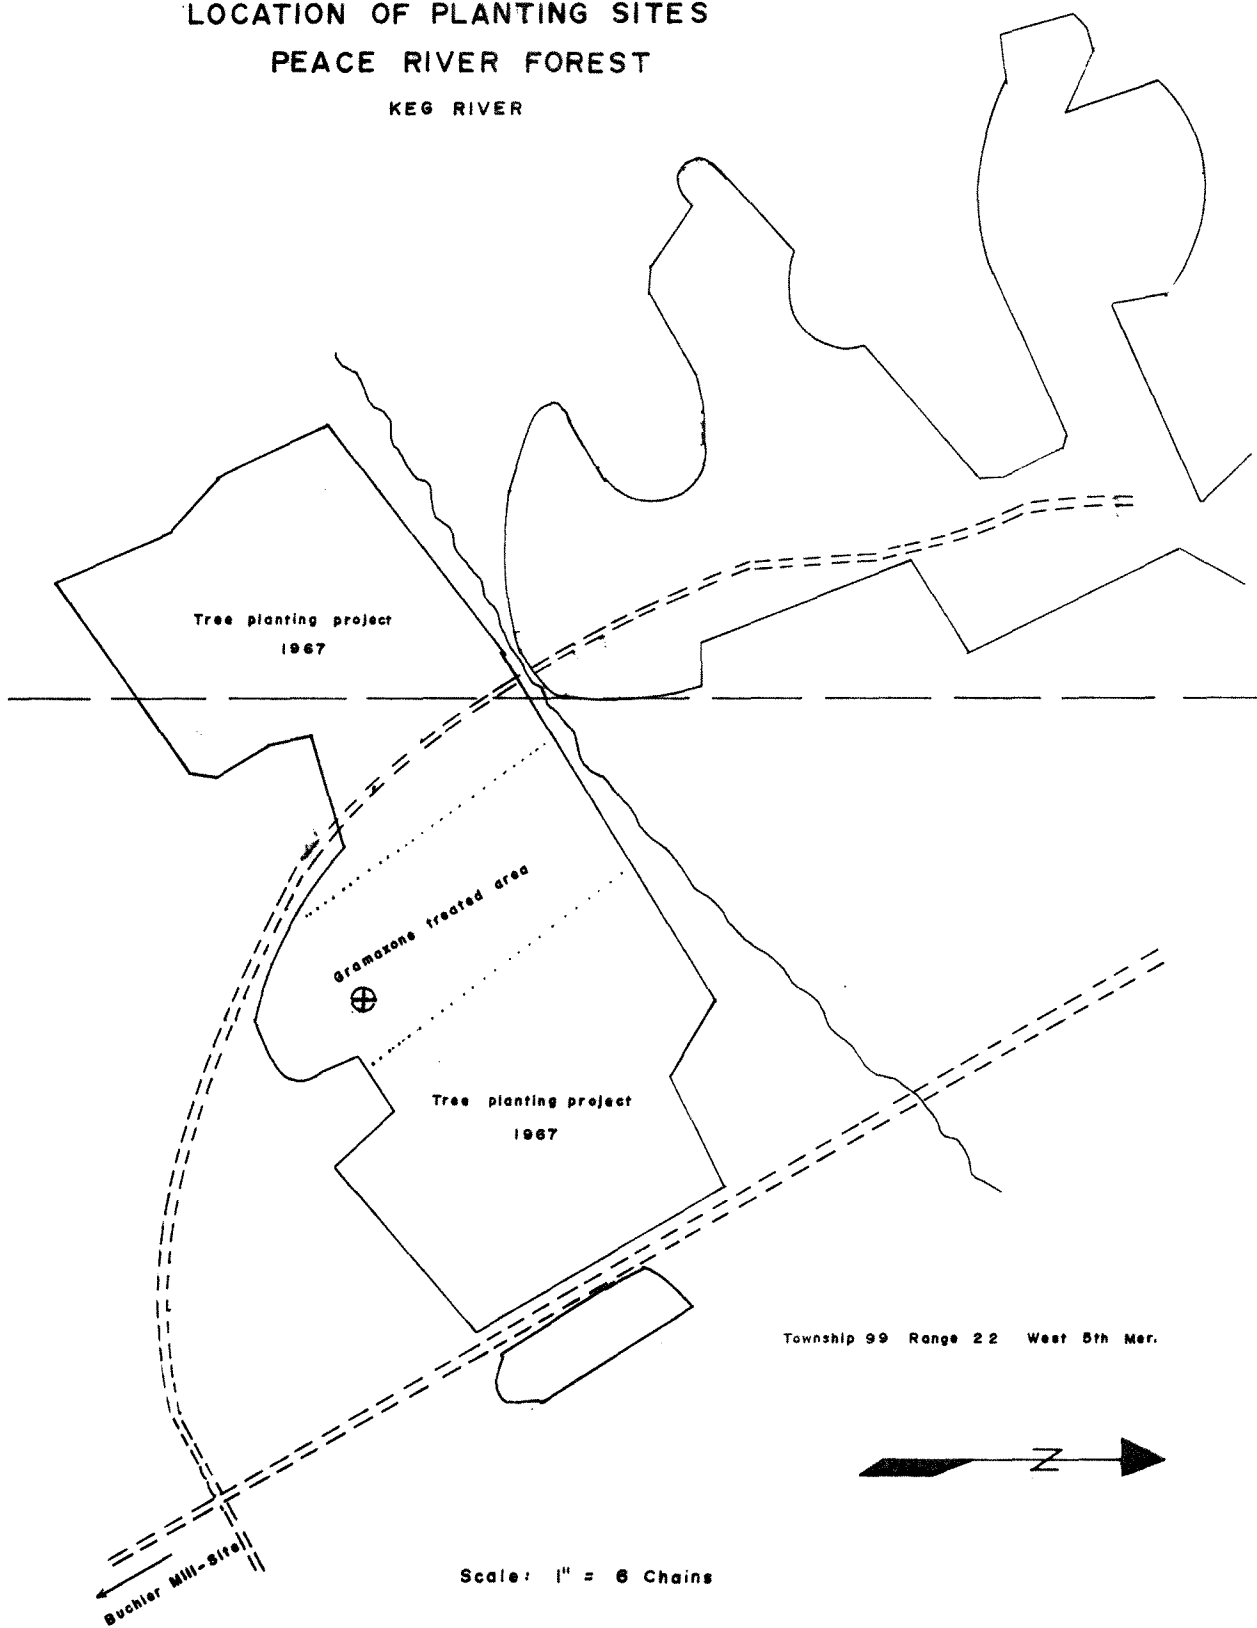 LOCATION OF PLANTING SITES
PEACE RIVER FOREST
KEG RIVER
Tree planting project
1967
Gramaxone treated area
Tree planting project
1967
Township 99 Range 22 West 5th Mer.
N
Scale: 1" = 6 Chains
Buchler Mill-Site